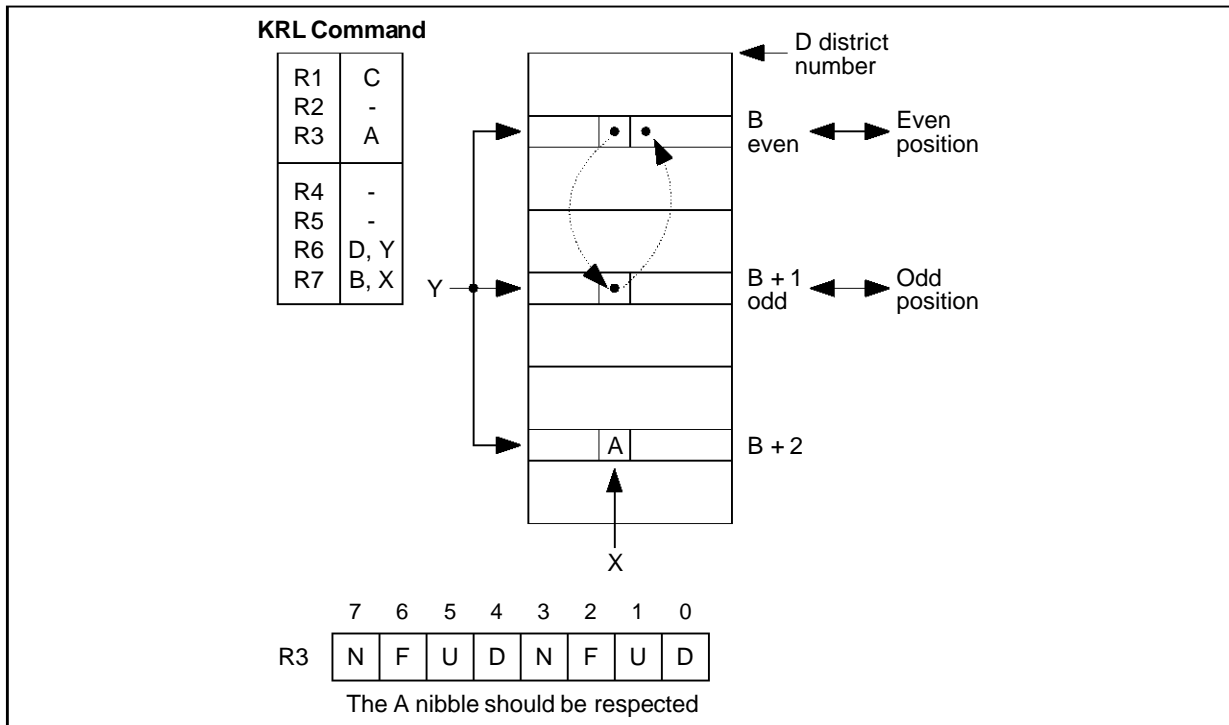 KRL Command
R1 C
R2 -
R3 A
R4 -
R5 -
R6 D, Y
R7 B, X
D district
number
B
even
Even
position
Y
B + 1
odd
Odd
position
A
B + 2
X
7 6 5 4 3 2 1 0
R3 N F U D N F U D
The A nibble should be respected